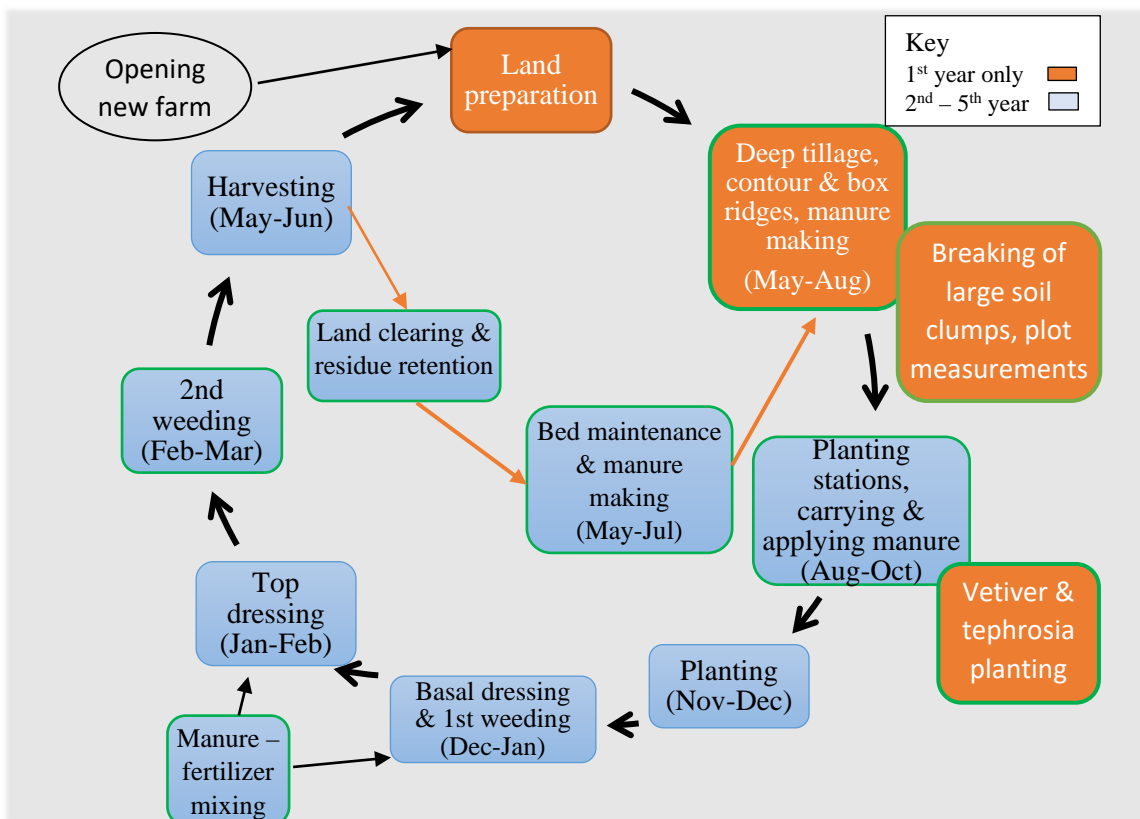 Opening
new farm
Land
preparation
Key
1st year only
2nd – 5th year
Deep tillage,
contour & box
ridges, manure
making
(May-Aug)
Breaking of
large soil
clumps, plot
measurements
Harvesting
(May-Jun)
Land clearing &
residue retention
Bed maintenance
& manure
making
(May-Jul)
Planting
stations,
carrying &
applying manure
(Aug-Oct)
Vetiver &
tephrosia
planting
2nd
weeding
(Feb-Mar)
Top
dressing
(Jan-Feb)
Planting
(Nov-Dec)
Basal dressing
& 1st weeding
(Dec-Jan)
Manure –
fertilizer
mixing